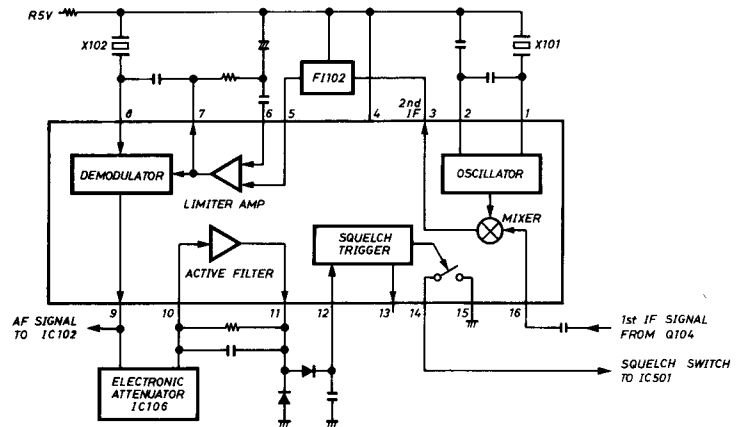 R5V
X102
X101
FI102
2nd
IF
8 7 6 5 4 3 2 1
DEMODULATOR
LIMITER AMP
OSCILLATOR
MIXER
ACTIVE FILTER
SQUELCH
TRIGGER
9 10 11 12 13 14 15 16
AF SIGNAL
TO IC102
1st IF SIGNAL
FROM Q104
ELECTRONIC
ATTENUATOR
IC106
SQUELCH SWITCH
TO IC501